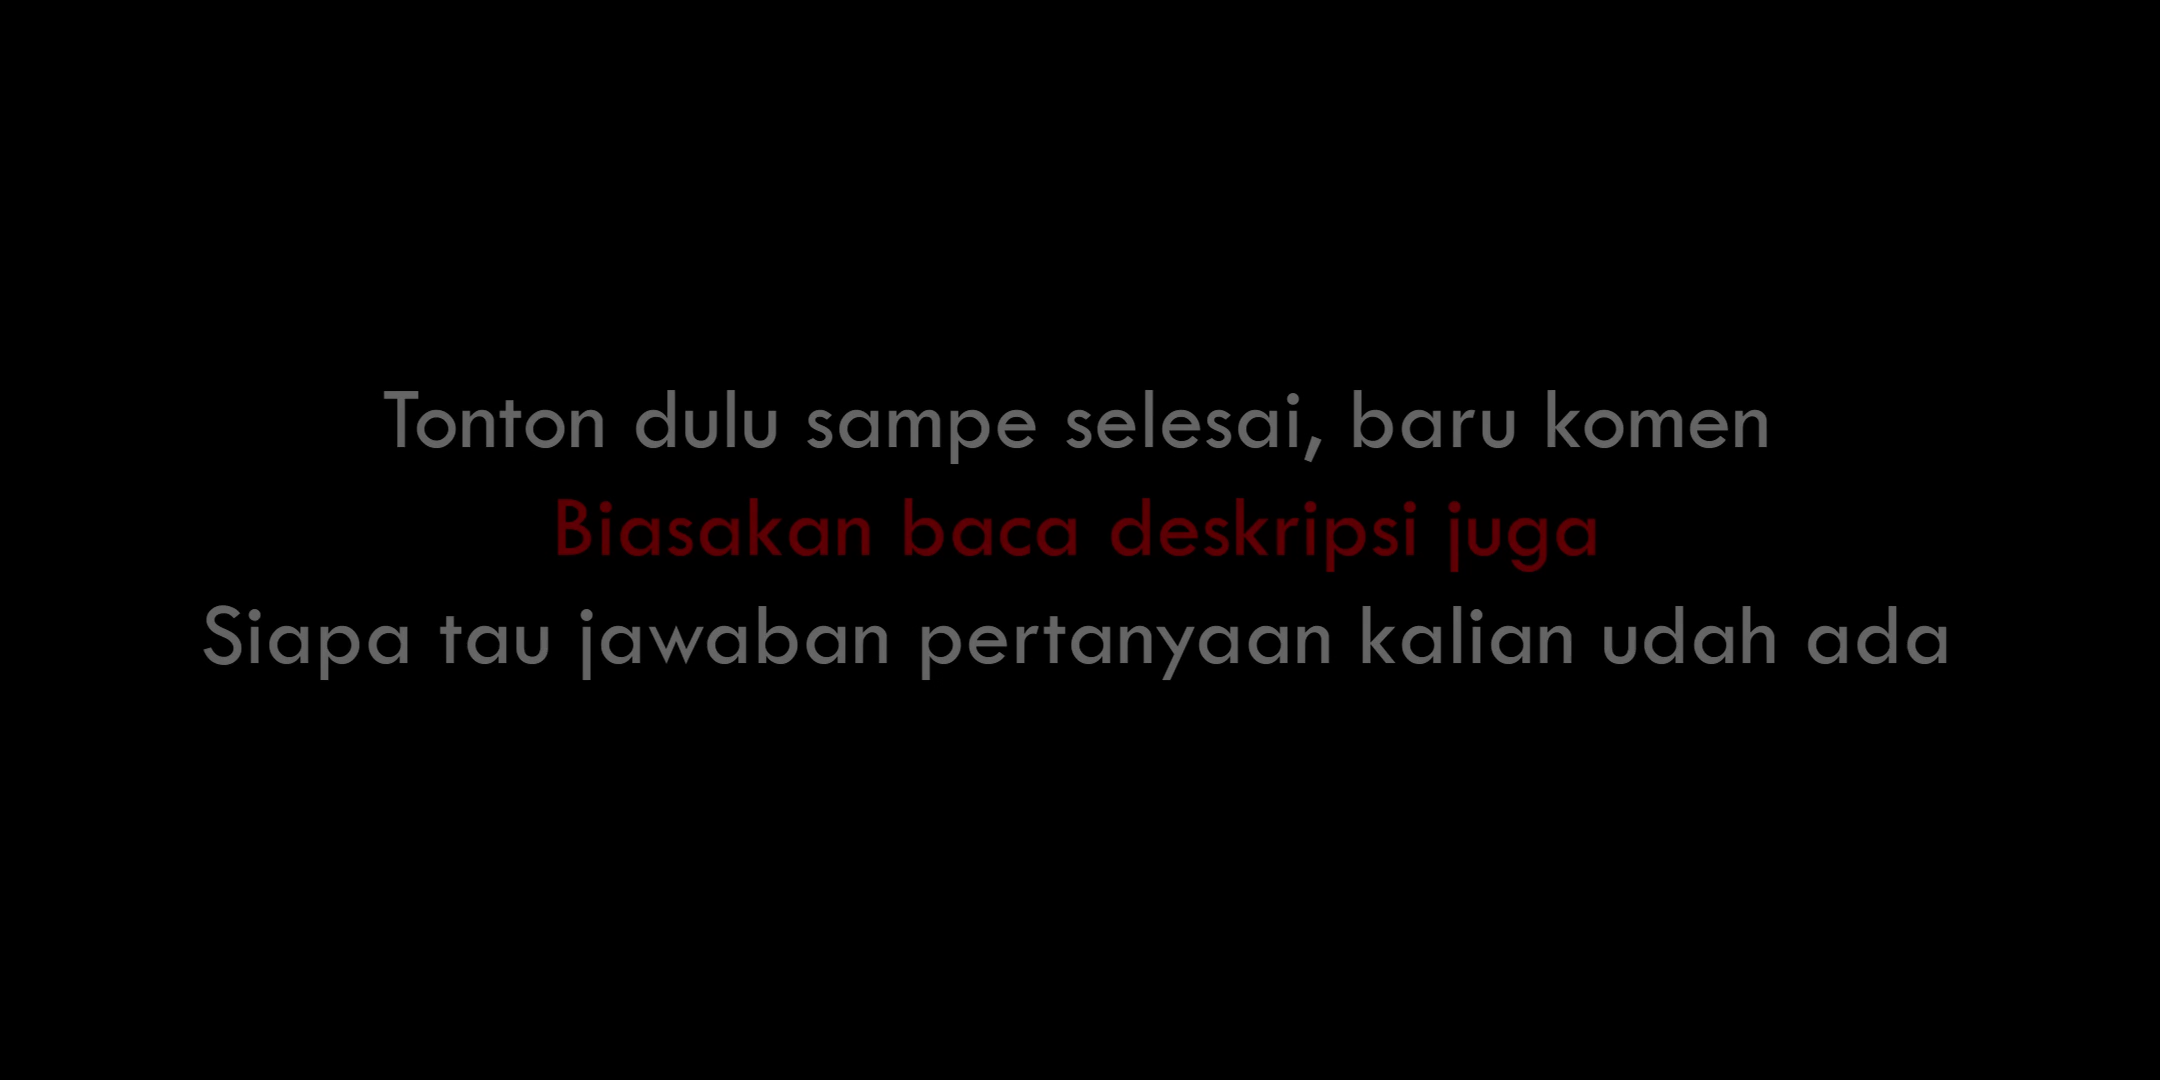 Tonton dulu sampe selesai, baru komen
Biasakan baca deskripsi juga
Siapa tau jawaban pertanyaan kalian udah ada